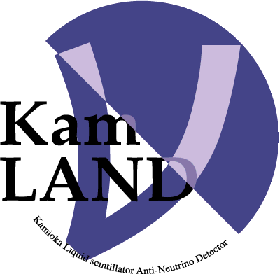 Kam
LAND
Kamioka Liquid scintillator Anti-Neutrino Detector